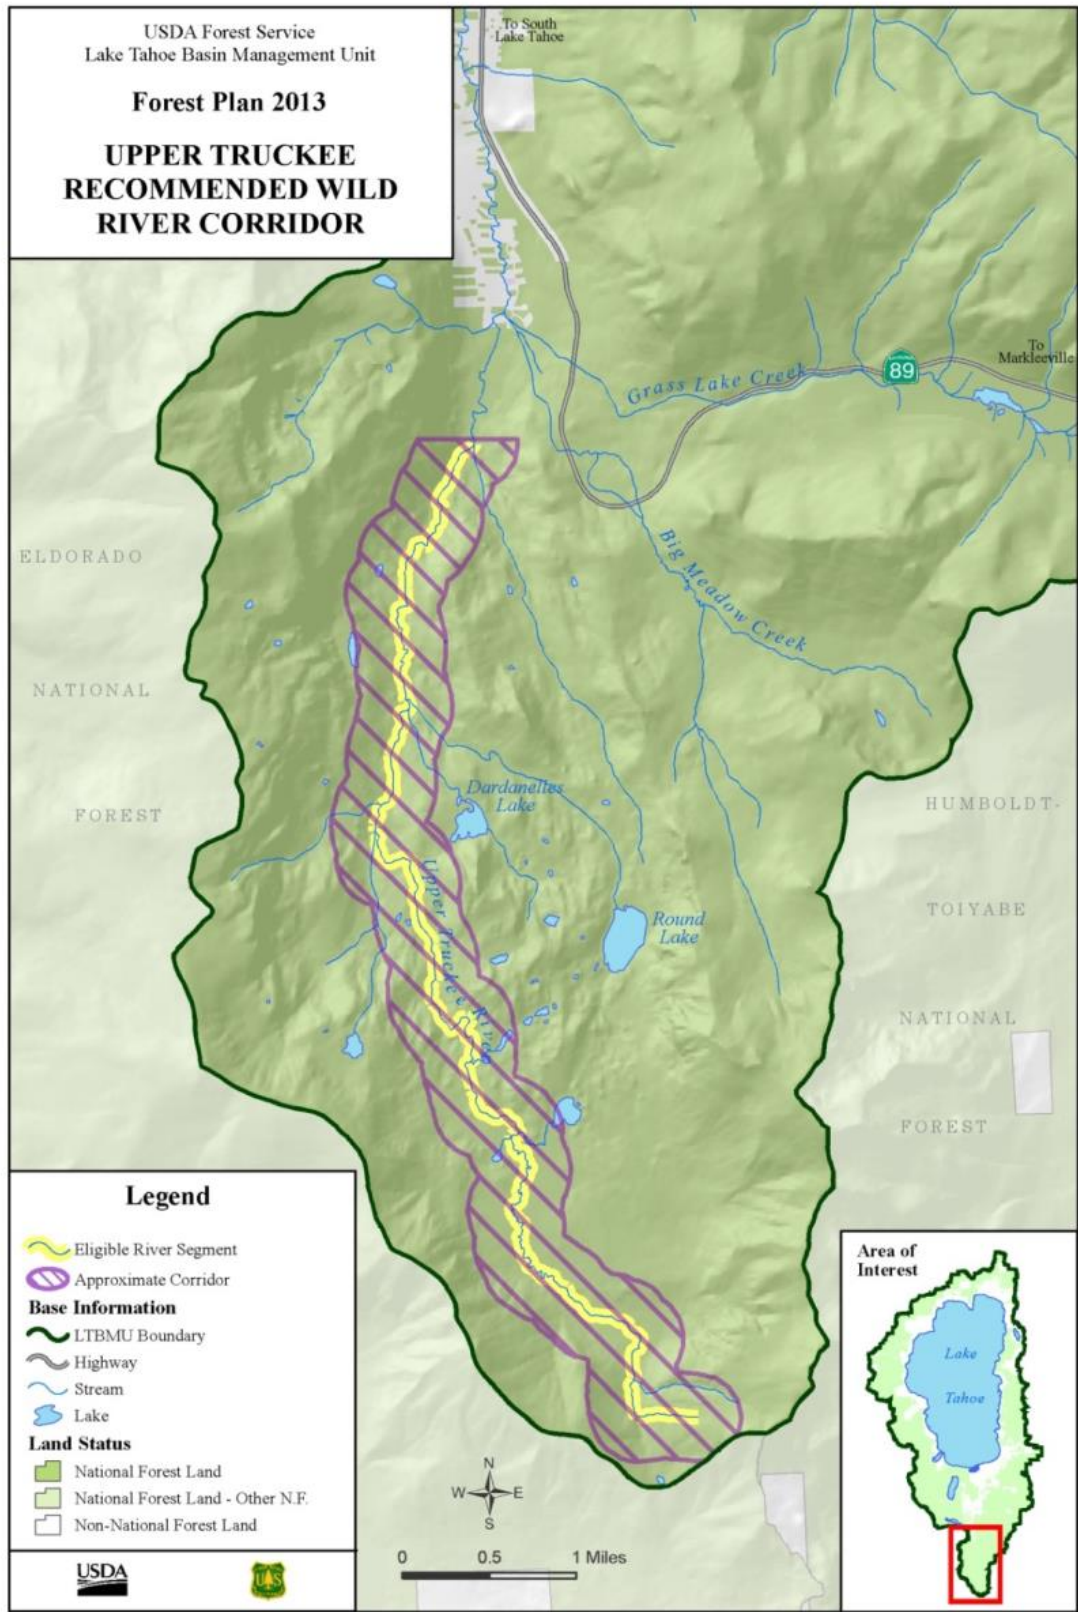 USDA Forest Service
Lake Tahoe Basin Management Unit
Forest Plan 2013
UPPER TRUCKEE
RECOMMENDED WILD
RIVER CORRIDOR
To South
Lake Tahoe
To
Markleeville
89
Grass Lake Creek
Big Meadow Creek
ELDORADO
NATIONAL
FOREST
Dardanelles
Lake
Upper Truckee River
Round
Lake
HUMBOLDT-
TOIYABE
NATIONAL
FOREST
Legend
Eligible River Segment
Approximate Corridor
Base Information
LTBMU Boundary
Highway
Stream
Lake
Land Status
National Forest Land
National Forest Land - Other N.F.
Non-National Forest Land
USDA
U S
N
W E
S
0 0.5 1 Miles
Area of
Interest
Lake
Tahoe